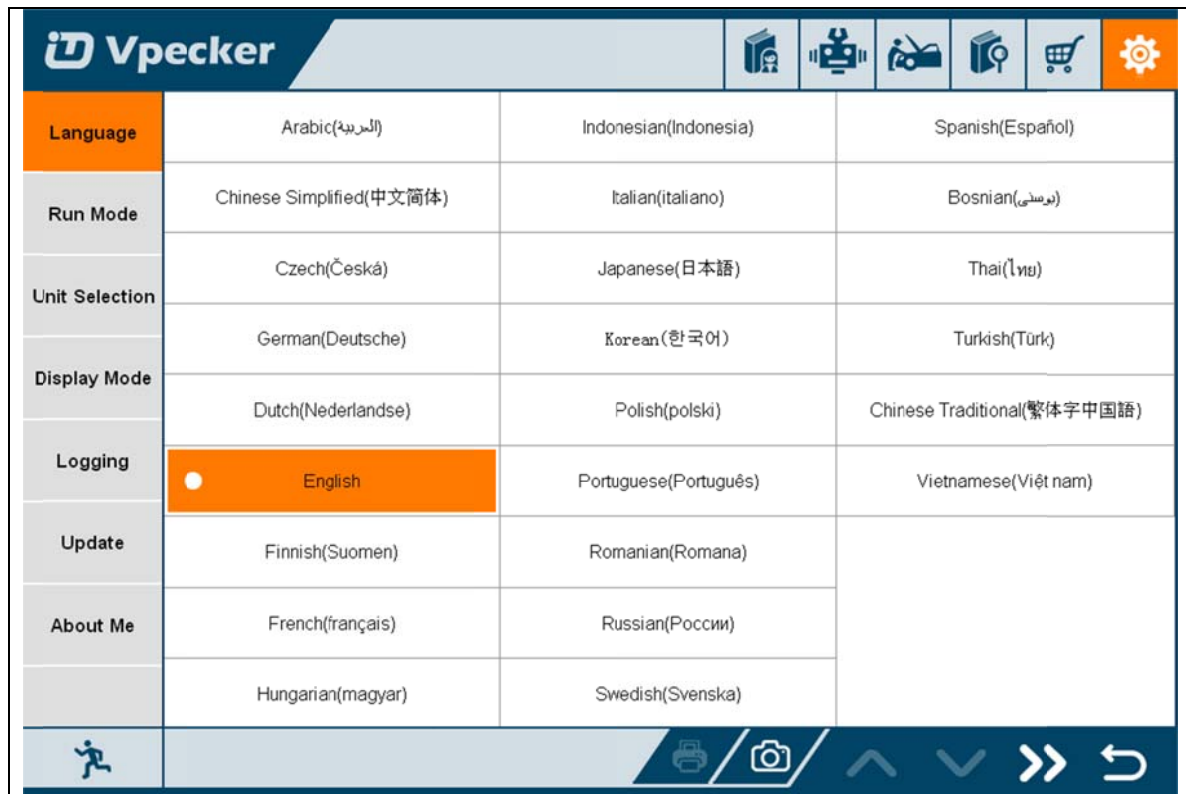 Vpecker
Language
Run Mode
Unit Selection
Display Mode
Logging
Update
About Me
Arabic(العربية)
Indonesian(Indonesia)
Spanish(Español)
Chinese Simplified(中文简体)
Italian(italiano)
Bosnian(بوسنی)
Czech(Česká)
Japanese(日本語)
Thai(ไทย)
German(Deutsche)
Korean(한국어)
Turkish(Türk)
Dutch(Nederlandse)
Polish(polski)
Chinese Traditional(繁体字中国語)
English
Portuguese(Português)
Vietnamese(Việt nam)
Finnish(Suomen)
Romanian(Romana)
French(français)
Russian(России)
Hungarian(magyar)
Swedish(Svenska)